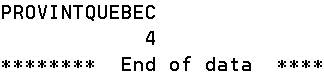 PROVINTQUEBEC
4
******** End of data ****